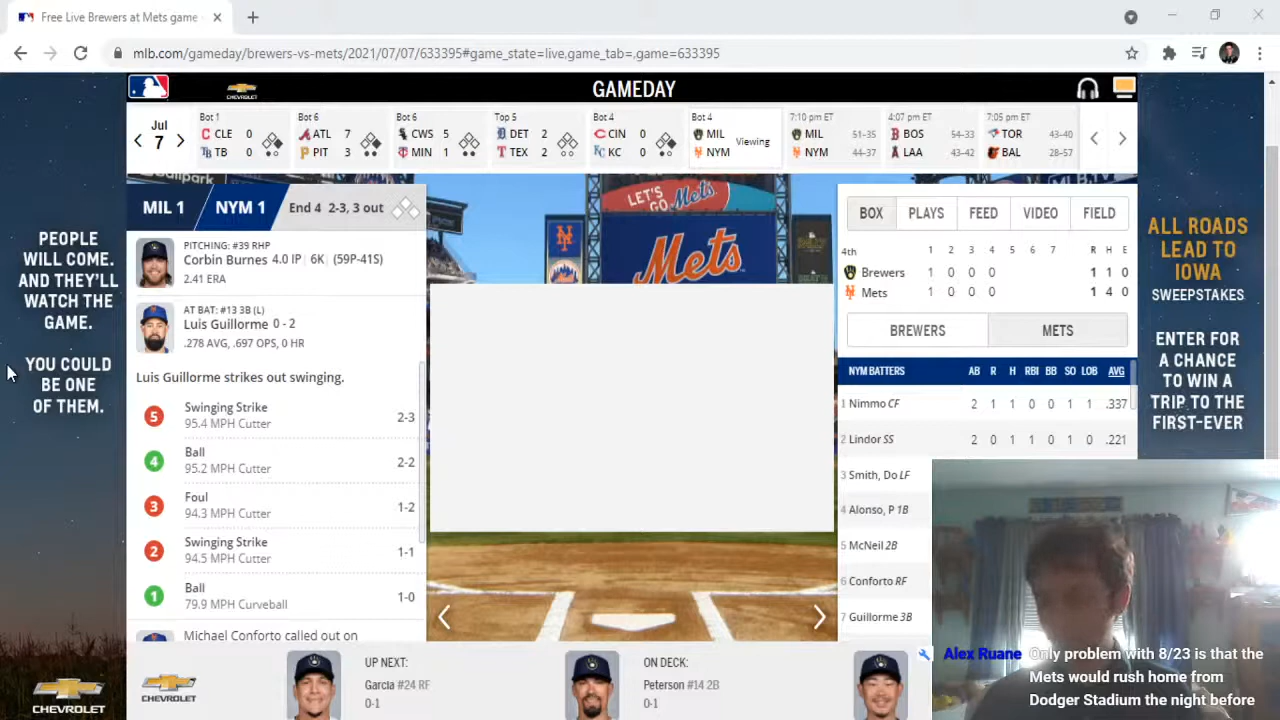 Free Live Brewers at Mets game
mlb.com/gameday/brewers-vs-mets/2021/07/07/633395#game_state=live,game_tab=,game=633395
CHEVROLET
GAMEDAY
Jul
7
Bot 1
CLE 0
TB 0
Bot 6
ATL 7
PIT 3
Bot 6
CWS 5
MIN 1
Top 5
DET 2
TEX 2
Bot 4
CIN 0
KC 0
Bot 4
MIL
NYM
Viewing
7:10 pm ET
MIL 51-35
NYM 44-37
4:07 pm ET
BOS 54-33
LAA 43-42
7:05 pm ET
TOR 43-40
BAL 28-57
MIL 1
NYM 1
End 4 2-3, 3 out
PITCHING: #39 RHP
Corbin Burnes 4.0 IP | 6K | (59P-41S)
2.41 ERA
AT BAT: #13 3B (L)
Luis Guillorme 0 - 2
.278 AVG, .697 OPS, 0 HR
Luis Guillorme strikes out swinging.
5 Swinging Strike
95.4 MPH Cutter 2-3
4 Ball
95.2 MPH Cutter 2-2
3 Foul
94.3 MPH Cutter 1-2
2 Swinging Strike
94.5 MPH Cutter 1-1
1 Ball
79.9 MPH Curveball 1-0
Michael Conforto called out on
LET'S
GO Mets
Mets
BOX PLAYS FEED VIDEO FIELD
4th 1 2 3 4 5 6 7 R H E
Brewers 1 0 0 0 1 1 0
Mets 1 0 0 0 1 4 0
BREWERS METS
NYM BATTERS AB R H RBI BB SO LOB AVG
1 Nimmo CF 2 1 1 0 0 1 1 .337
2 Lindor SS 2 0 1 1 0 1 0 .221
3 Smith, Do LF
4 Alonso, P 1B
5 McNeil 2B
6 Conforto RF
7 Guillorme 3B
CHEVROLET
UP NEXT:
Garcia #24 RF
0-1
ON DECK:
Peterson #14 2B
0-1
PEOPLE
WILL COME.
AND THEY'LL
WATCH THE
GAME.
YOU COULD
BE ONE
OF THEM.
CHEVROLET
ALL ROADS
LEAD TO
IOWA
SWEEPSTAKES
ENTER FOR
A CHANCE
TO WIN A
TRIP TO THE
FIRST-EVER
Alex Ruane Only problem with 8/23 is that the
Mets would rush home from
Dodger Stadium the night before